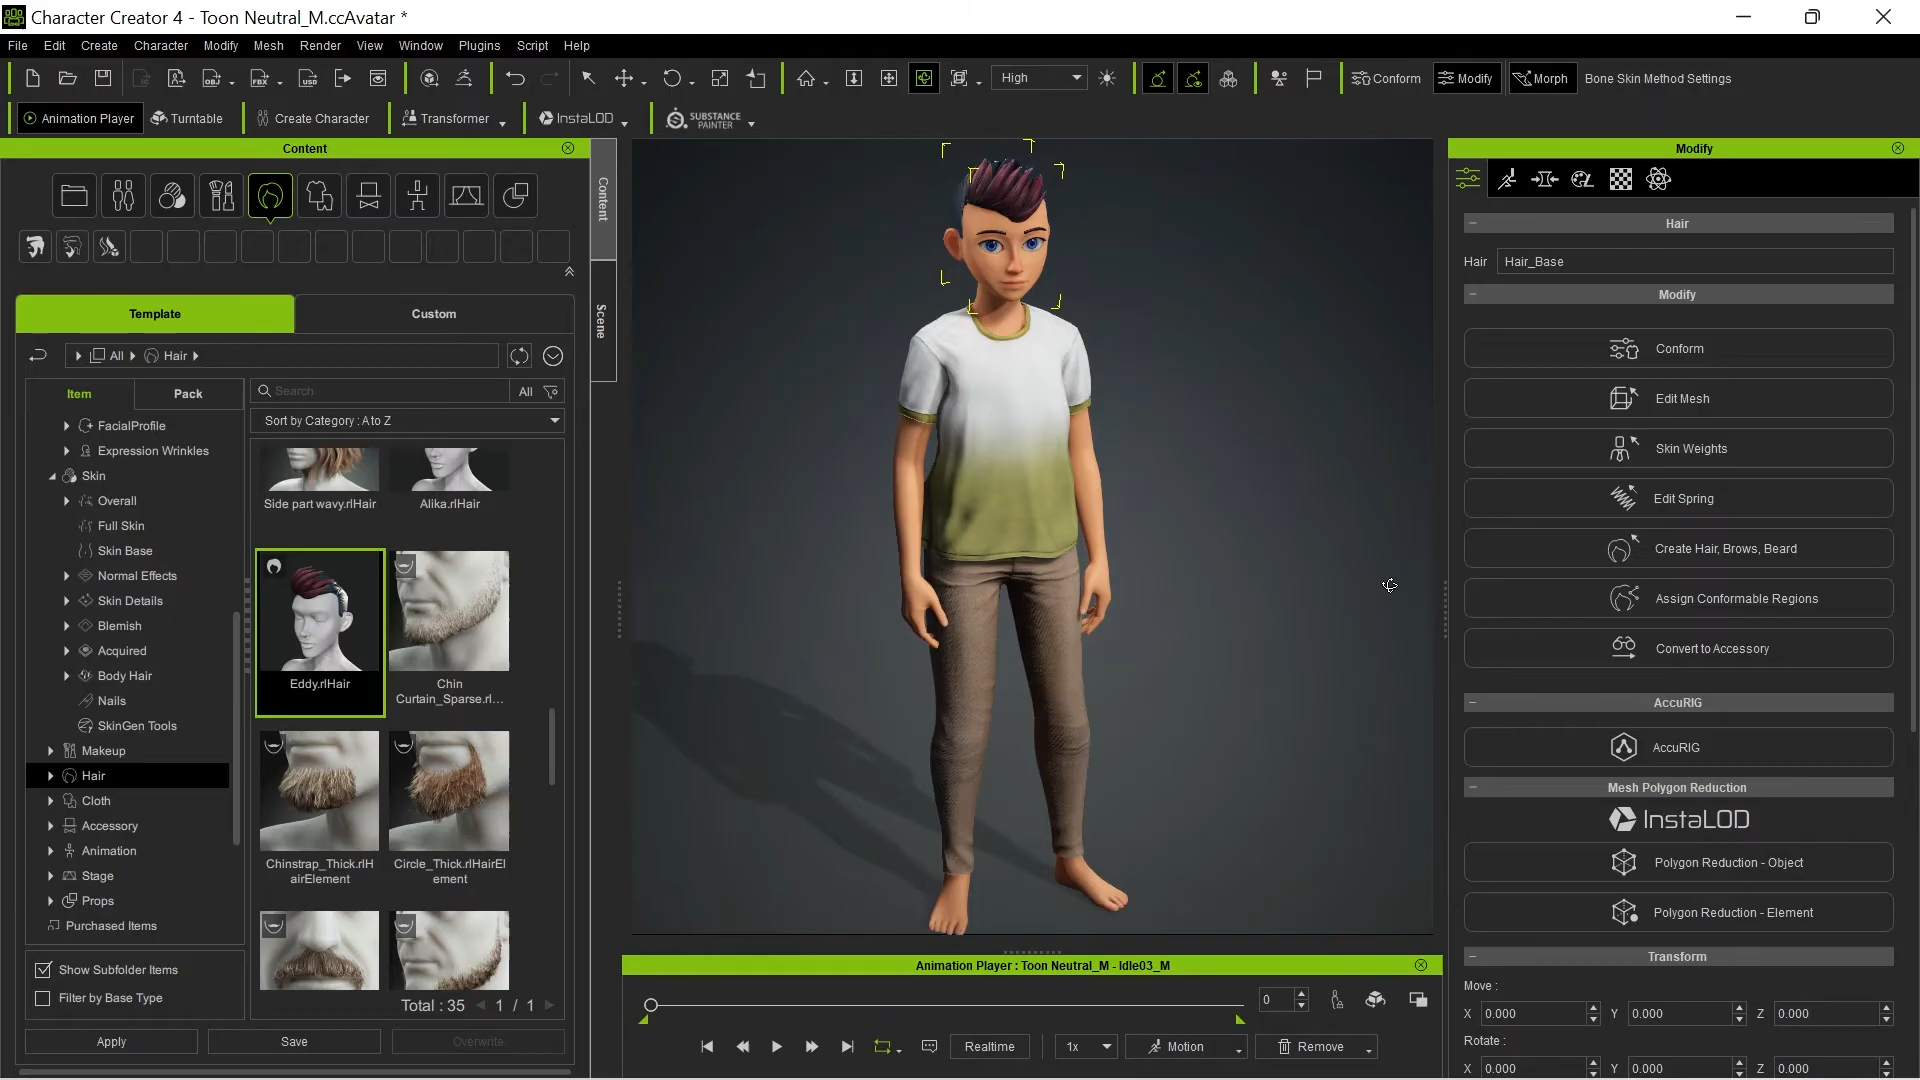 Character Creator 4 - Toon Neutral_M.ccAvatar *
File Edit Create Character Modify Mesh Render View Window Plugins Script Help
OBJ FBX USD High Conform Modify Morph Bone Skin Method Settings
Animation Player Turntable Create Character Transformer InstaLOD SUBSTANCE PAINTER
Content
Content
Scene
Template Custom
All Hair
Item Pack
Search All
Sort by Category : A to Z
FacialProfile
Expression Wrinkles
Skin
Overall
Full Skin
Skin Base
Normal Effects
Skin Details
Blemish
Acquired
Body Hair
Nails
SkinGen Tools
Makeup
Hair
Cloth
Accessory
Animation
Stage
Props
Purchased Items
Show Subfolder Items
Filter by Base Type
Side part wavy.rlHair Alika.rlHair
Eddy.rlHair
Chin
Curtain_Sparse.rl...
Chinstrap_Thick.rlH
airElement
Circle_Thick.rlHairEl
ement
Total : 35 1 / 1
Apply Save Overwrite
Animation Player : Toon Neutral_M - Idle03_M
0
Realtime 1x Motion Remove
Modify
Hair
Hair Hair_Base
Modify
Conform
Edit Mesh
Skin Weights
Edit Spring
Create Hair, Brows, Beard
Assign Conformable Regions
Convert to Accessory
AccuRIG
AccuRIG
Mesh Polygon Reduction
InstaLOD
Polygon Reduction - Object
Polygon Reduction - Element
Transform
Move :
X 0.000 Y 0.000 Z 0.000
Rotate :
X 0.000 Y 0.000 Z 0.000